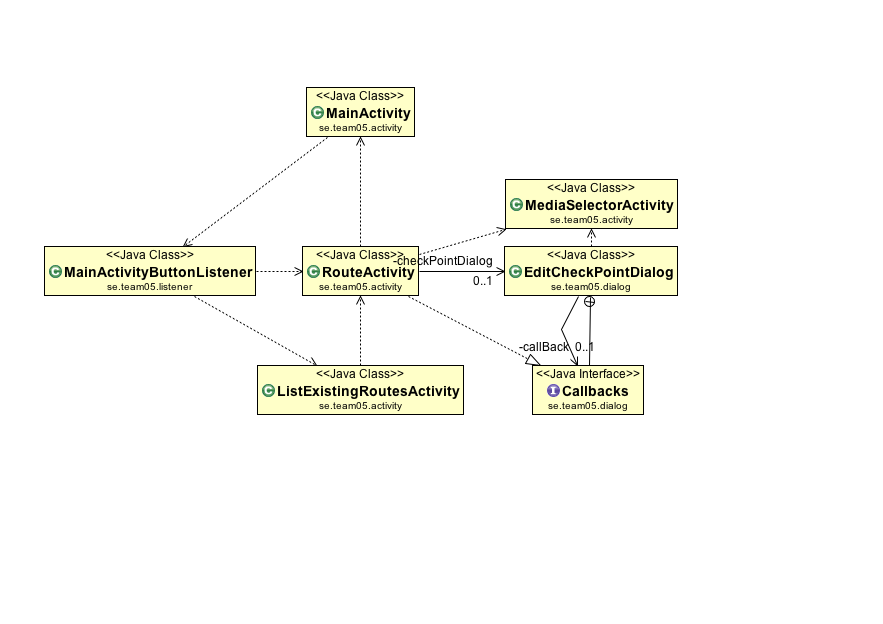 <<Java Class>>
C MainActivity
se.team05.activity
<<Java Class>>
C MediaSelectorActivity
se.team05.activity
<<Java Class>>
C MainActivityButtonListener
se.team05.listener
<<Java Class>>
C RouteActivity
se.team05.activity
-checkPointDialog
0..1
<<Java Class>>
C EditCheckPointDialog
se.team05.dialog
-callBack 0..1
<<Java Class>>
C ListExistingRoutesActivity
se.team05.activity
<<Java Interface>>
I Callbacks
se.team05.dialog